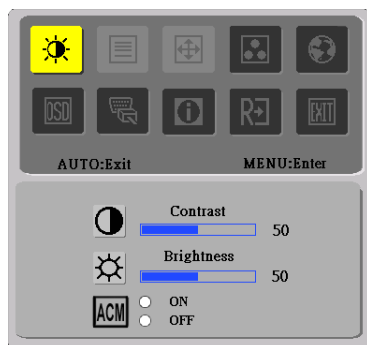 OSD
i
R
EXIT
AUTO:Exit MENU:Enter
Contrast
50
Brightness
50
ACM ON
OFF